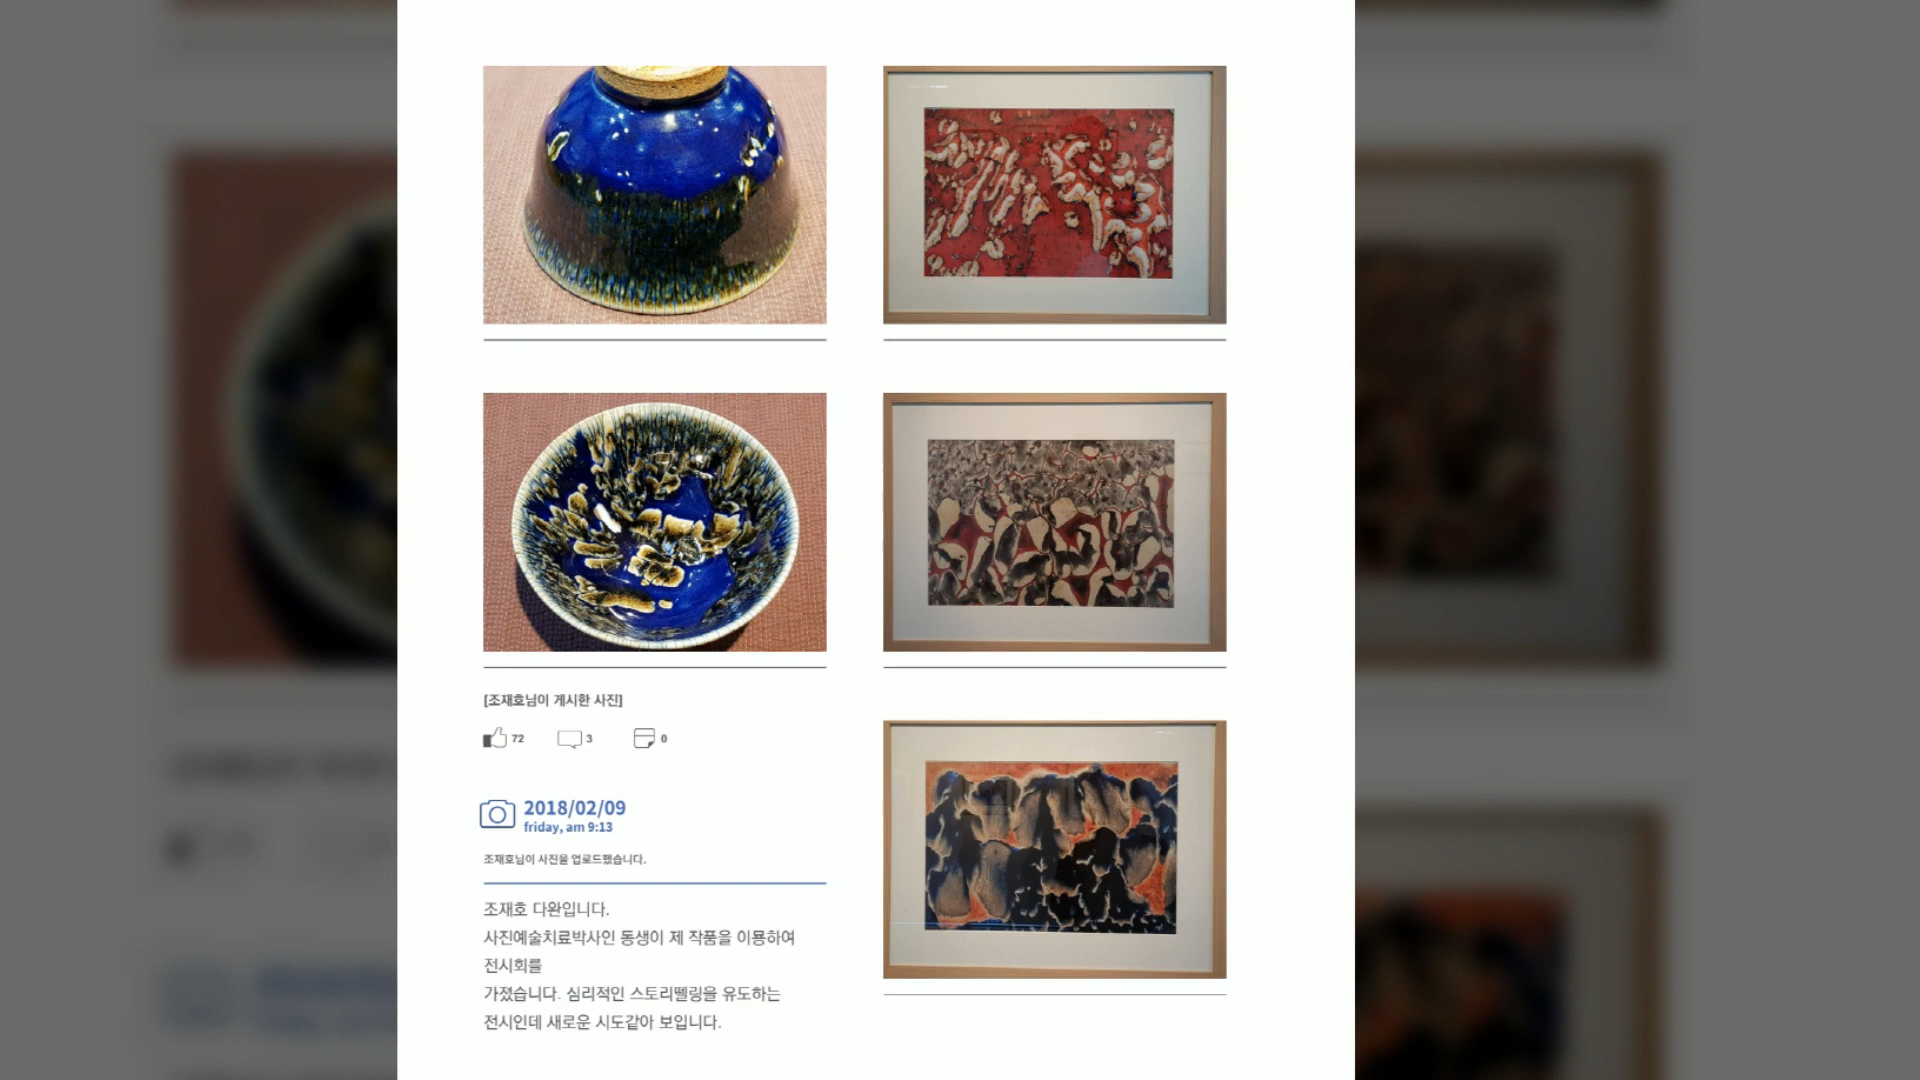 [조재호님이 게시한 사진]
72 3 0
2018/02/09
friday, am 9:13
조재호님이 사진을 업로드했습니다.
조재호 다완입니다.
사진예술치료박사인 동생이 제 작품을 이용하여
전시회를
가졌습니다. 심리적인 스토리뗄링을 유도하는
전시인데 새로운 시도같아 보입니다.